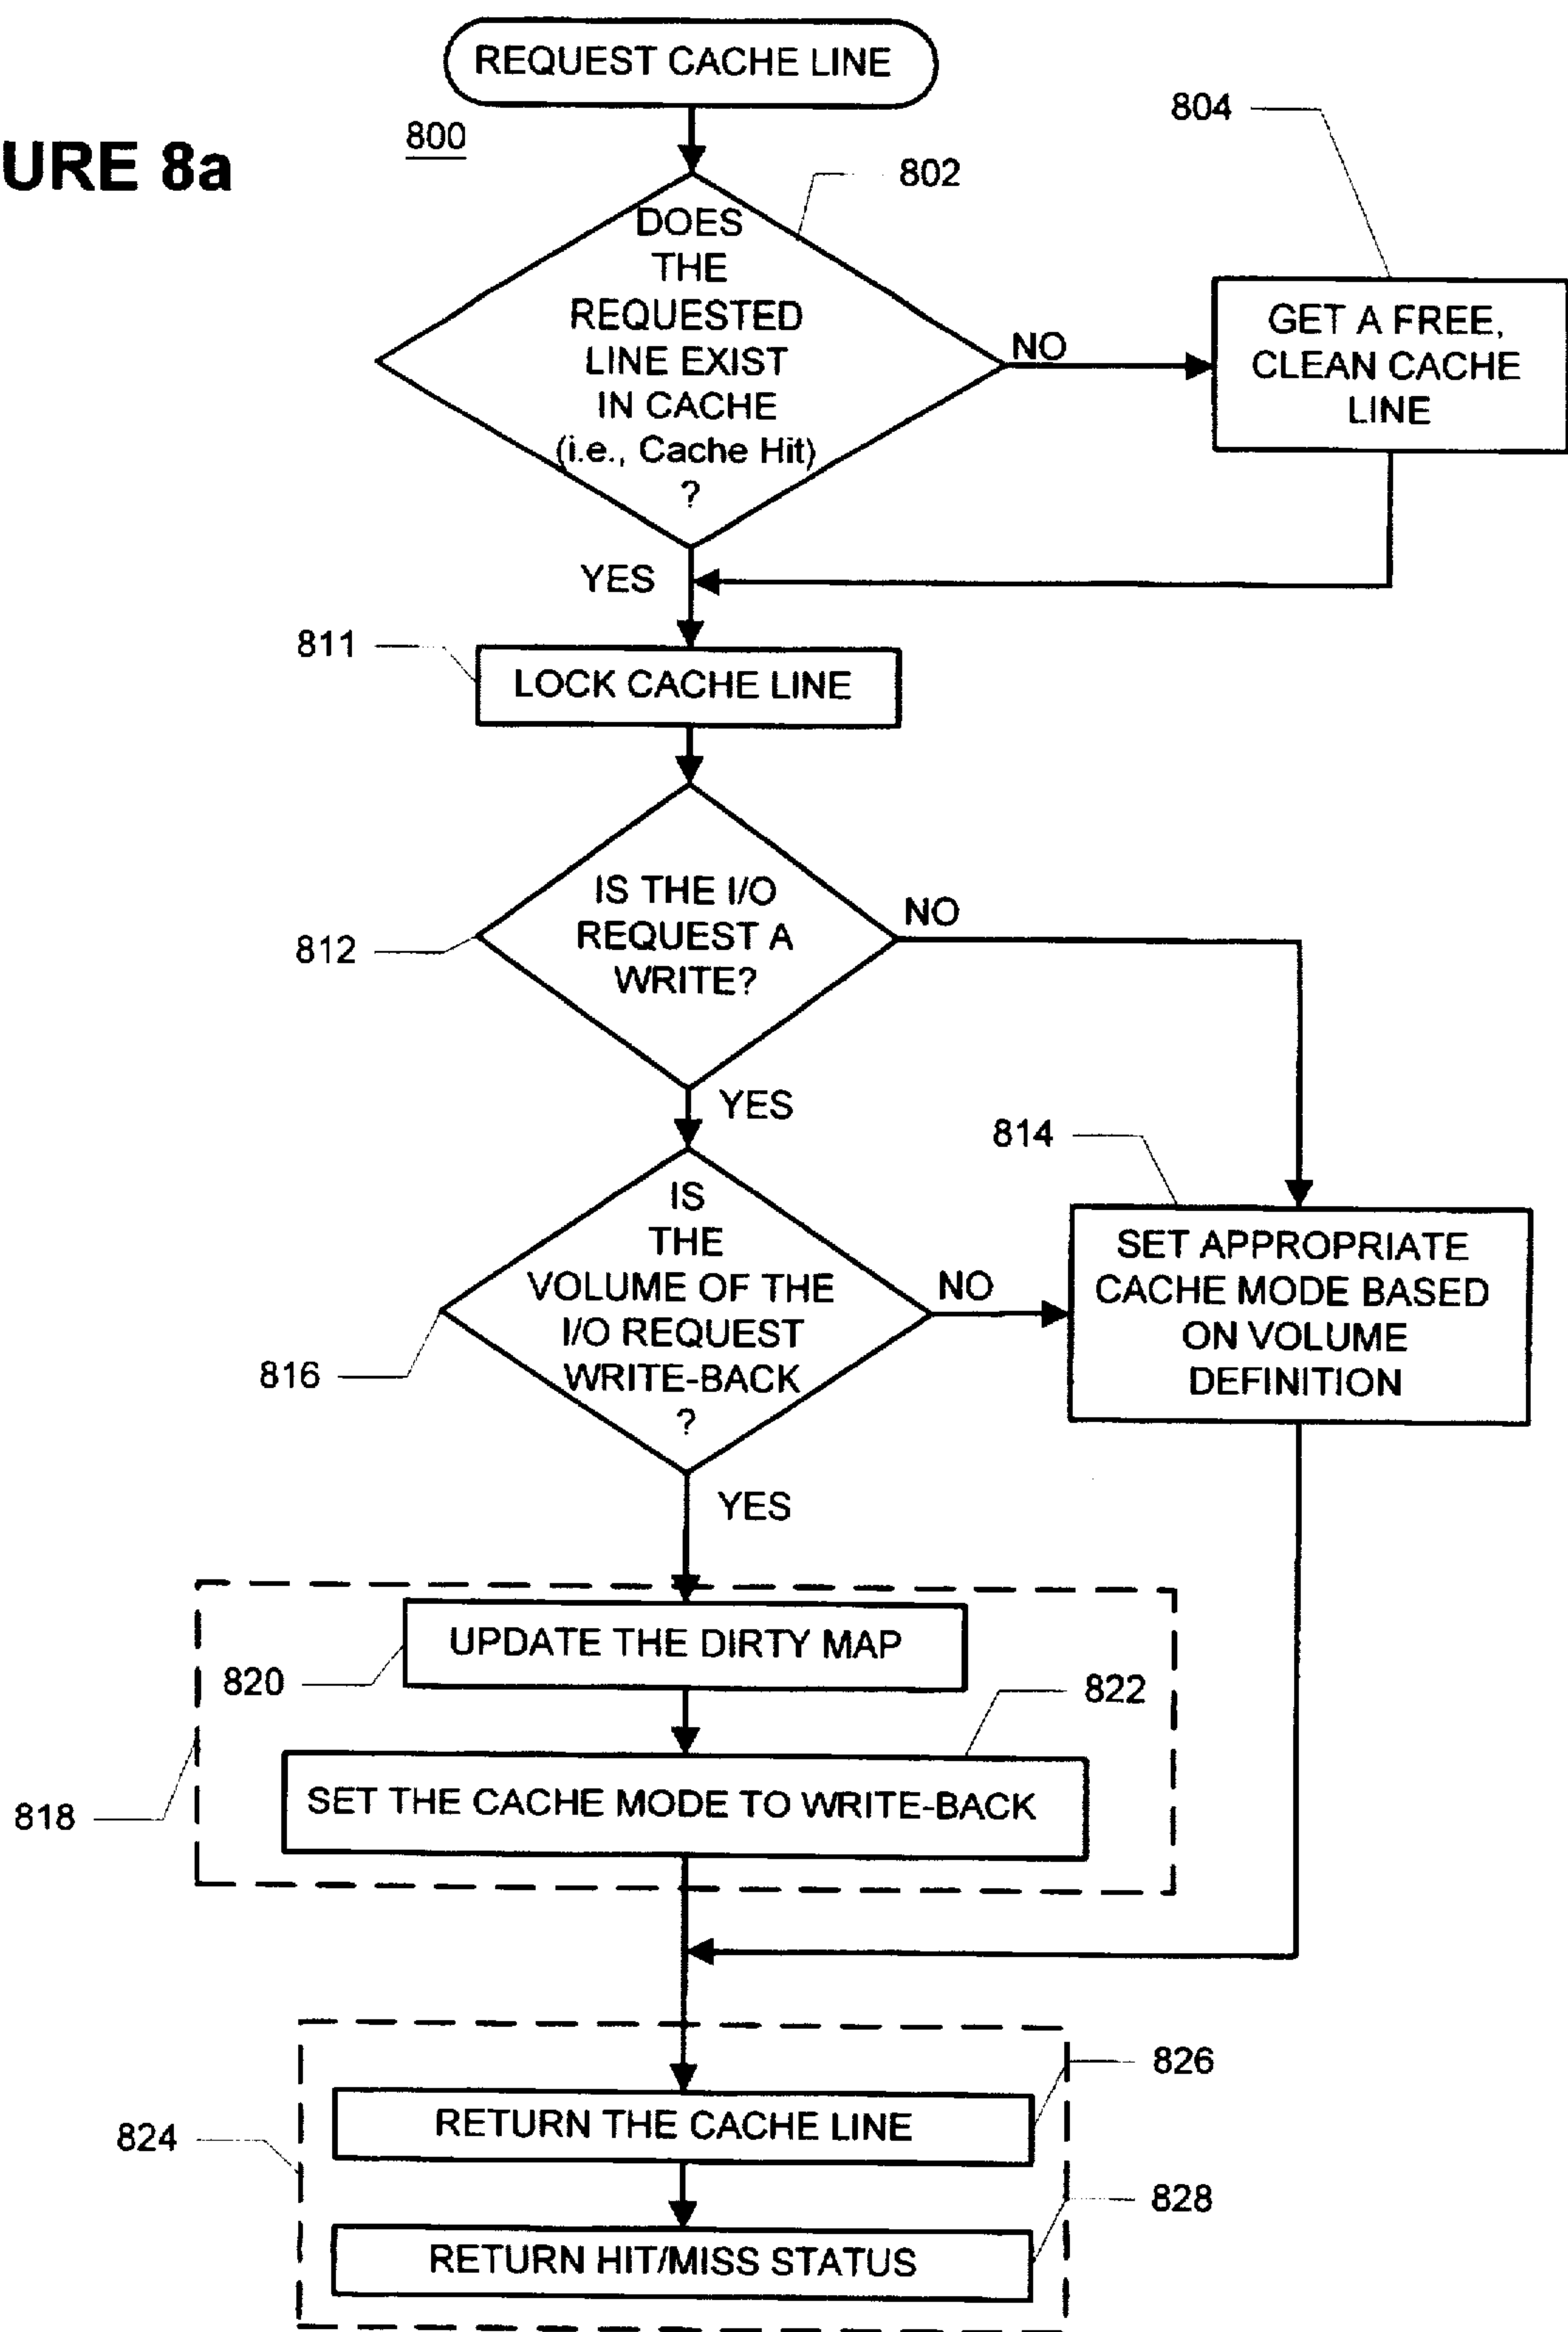 REQUEST CACHE LINE
804
800
URE 8a
802
DOES
THE
REQUESTED
LINE EXIST
IN CACHE
(i.e., Cache Hit)
?
NO
GET A FREE,
CLEAN CACHE
LINE
YES
811
LOCK CACHE LINE
IS THE I/O
REQUEST A
WRITE?
NO
812
YES
814
IS
THE
VOLUME OF THE
I/O REQUEST
WRITE-BACK
?
NO
SET APPROPRIATE
CACHE MODE BASED
ON VOLUME
DEFINITION
816
YES
UPDATE THE DIRTY MAP
820
822
SET THE CACHE MODE TO WRITE-BACK
818
826
RETURN THE CACHE LINE
824
828
RETURN HIT/MISS STATUS